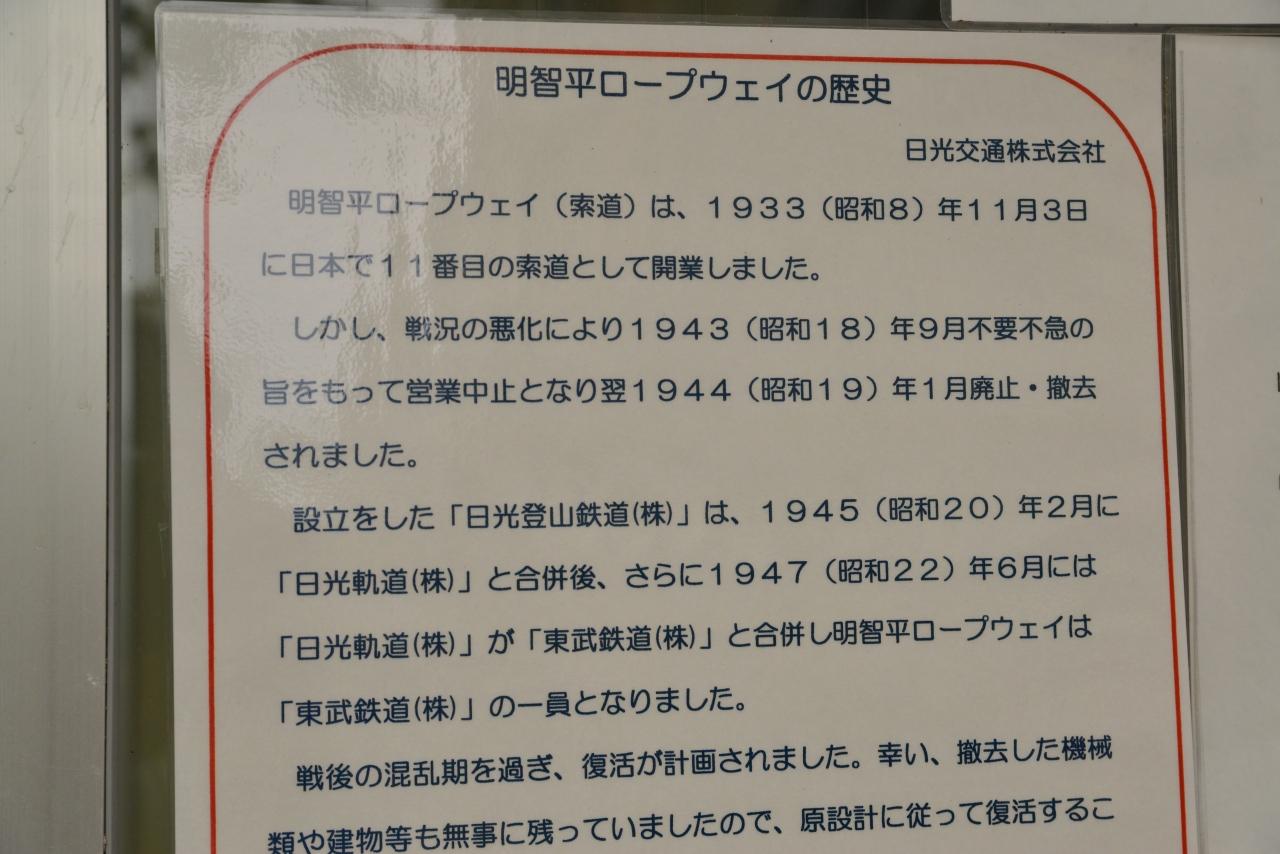 明智平ロープウェイの歴史
日光交通株式会社
明智平ロープウェイ（索道）は、１９３３（昭和８）年１１月３日
に日本で１１番目の索道として開業しました。
しかし、戦況の悪化により１９４３（昭和１８）年９月不要不急の
旨をもって営業中止となり翌１９４４（昭和１９）年１月廃止・撤去
されました。
設立をした「日光登山鉄道(株)」は、１９４５（昭和２０）年２月に
「日光軌道(株)」と合併後、さらに１９４７（昭和２２）年６月には
「日光軌道(株)」が「東武鉄道(株)」と合併し明智平ロープウェイは
「東武鉄道(株)」の一員となりました。
戦後の混乱期を過ぎ、復活が計画されました。幸い、撤去した機械
類や建物等も無事に残っていましたので、原設計に従って復活するこ